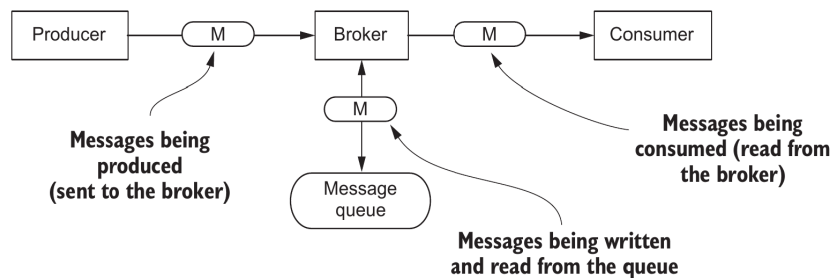 Producer
M
Broker
M
Consumer
M
Messages being
produced
(sent to the broker)
Messages being
consumed (read from
the broker)
Message
queue
Messages being written
and read from the queue